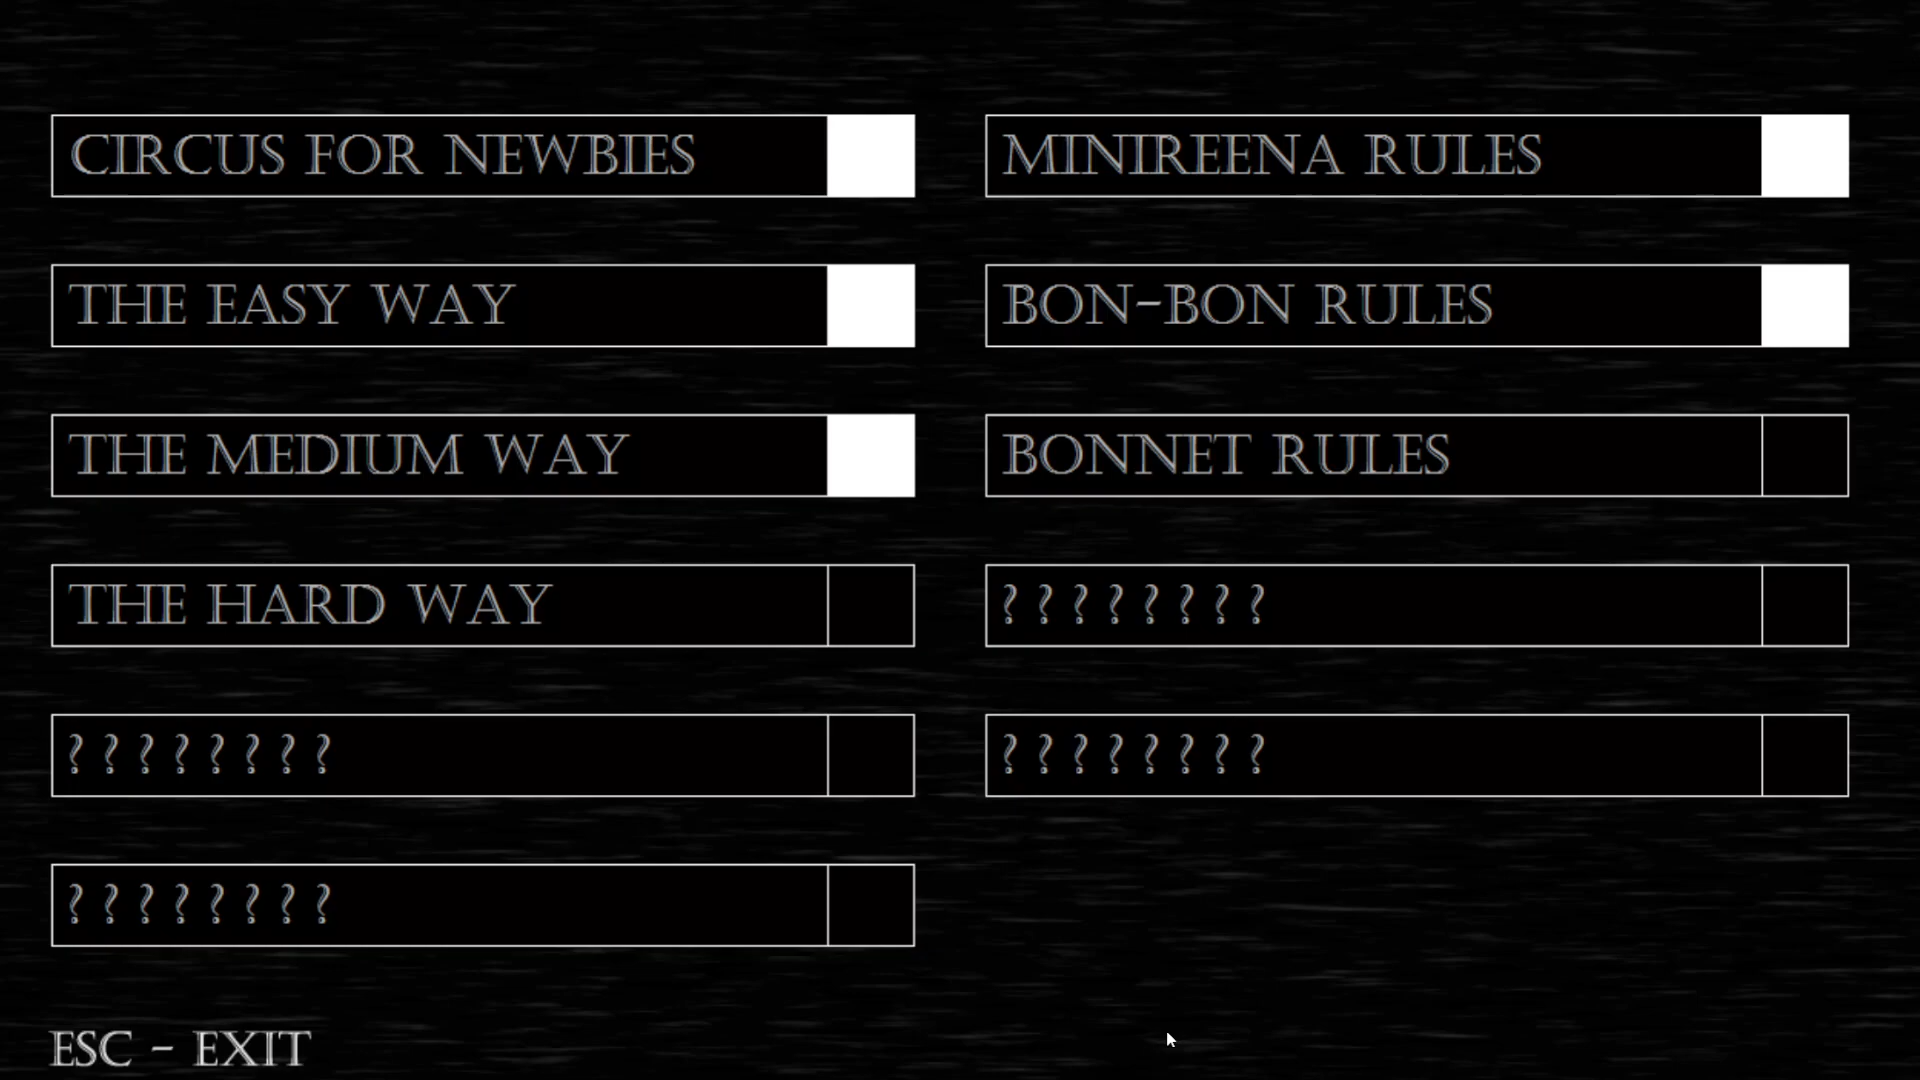 CIRCUS FOR NEWBIES
THE EASY WAY
THE MEDIUM WAY
THE HARD WAY
? ? ? ? ? ? ? ?
? ? ? ? ? ? ? ?
MINIREENA RULES
BON-BON RULES
BONNET RULES
? ? ? ? ? ? ? ?
? ? ? ? ? ? ? ?
ESC - EXIT